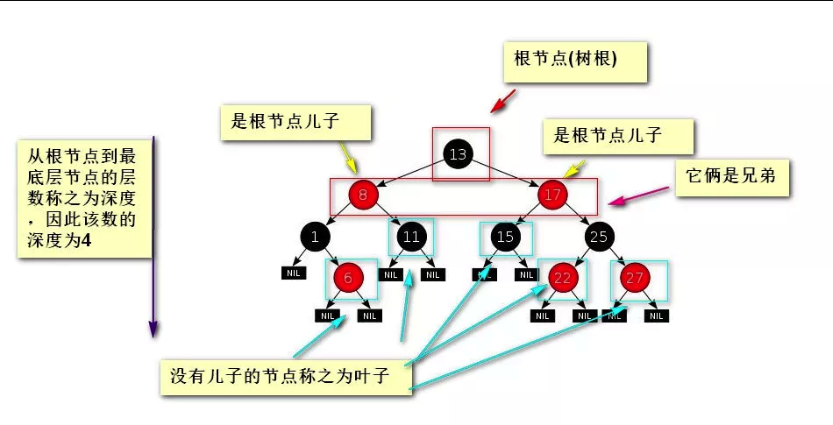 根节点(树根)
是根节点儿子
是根节点儿子
从根节点到最
底层节点的层
数称之为深度
，因此该数的
深度为4
它俩是兄弟
13
8
17
1
11
15
25
NIL
6
NIL
NIL
NIL
NIL
22
27
NIL
NIL
NIL
NIL
NIL
NIL
没有儿子的节点称之为叶子